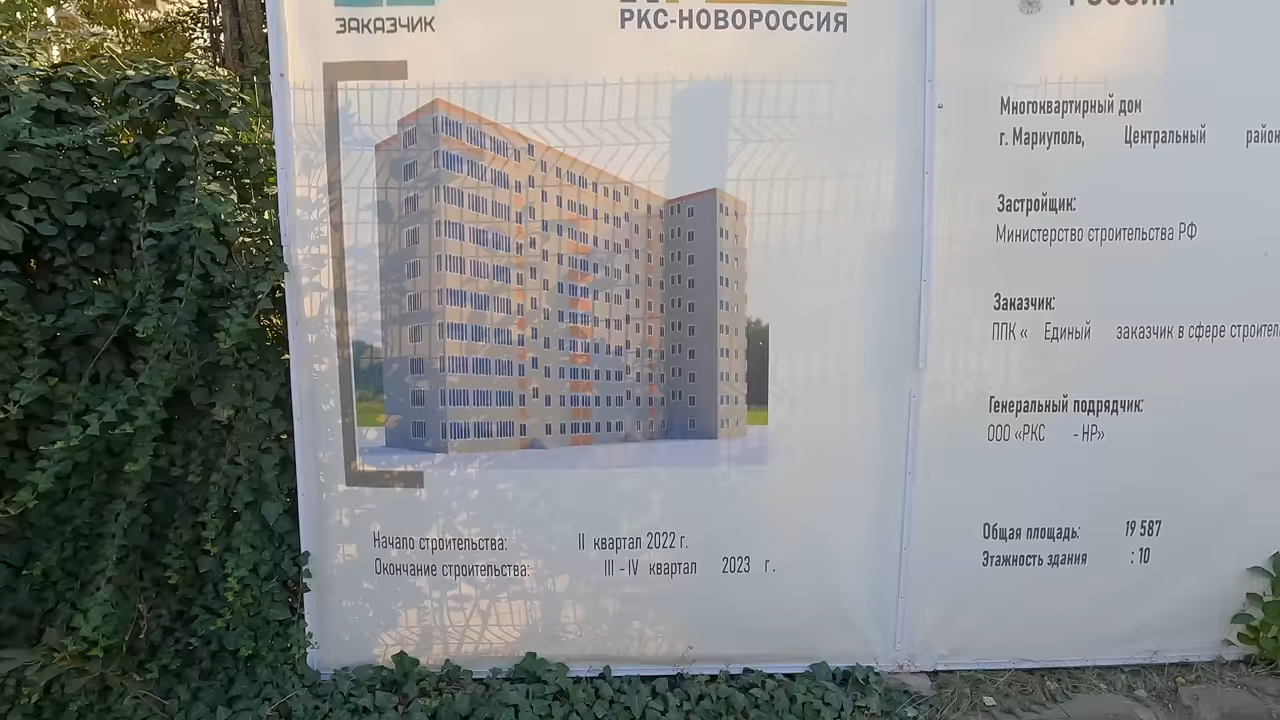 ЗАКАЗЧИК
РКС-НОВОРОССИЯ
Начало строительства: II квартал 2022 г.
Окончание строительства: III - IV квартал 2023 г.
РОССИИ
Многоквартирный дом
г. Мариуполь, Центральный район
Застройщик:
Министерство строительства РФ
Заказчик:
ППК « Единый заказчик в сфере
Генеральный подрядчик:
ООО «РКС - НР»
Общая площадь: 19 587
Этажность здания : 10